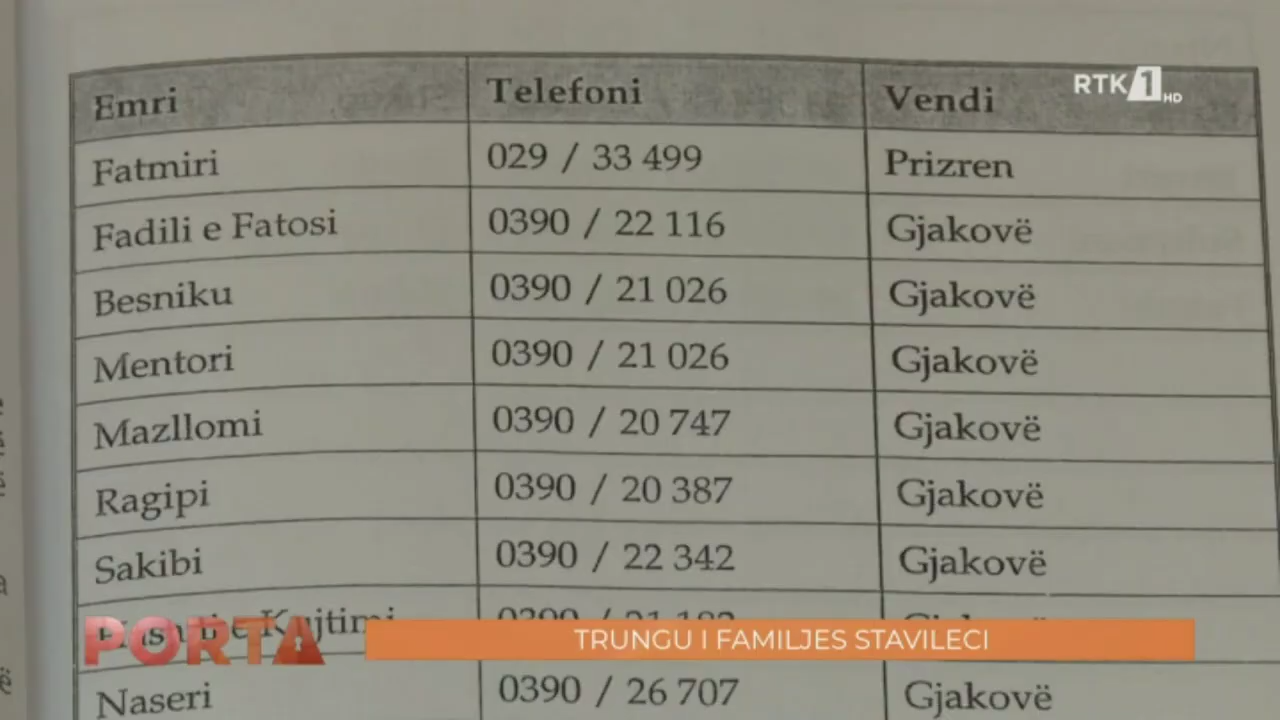 Emri Telefoni Vendi
RTK 1 HD
Fatmiri 029 / 33 499 Prizren
Fadili e Fatosi 0390 / 22 116 Gjakovë
Besniku 0390 / 21 026 Gjakovë
Mentori 0390 / 21 026 Gjakovë
Mazllomi 0390 / 20 747 Gjakovë
Ragipi 0390 / 20 387 Gjakovë
Sakibi 0390 / 22 342 Gjakovë
PORTA
TRUNGU I FAMILJES STAVILECI
Naseri 0390 / 26 707 Gjakovë